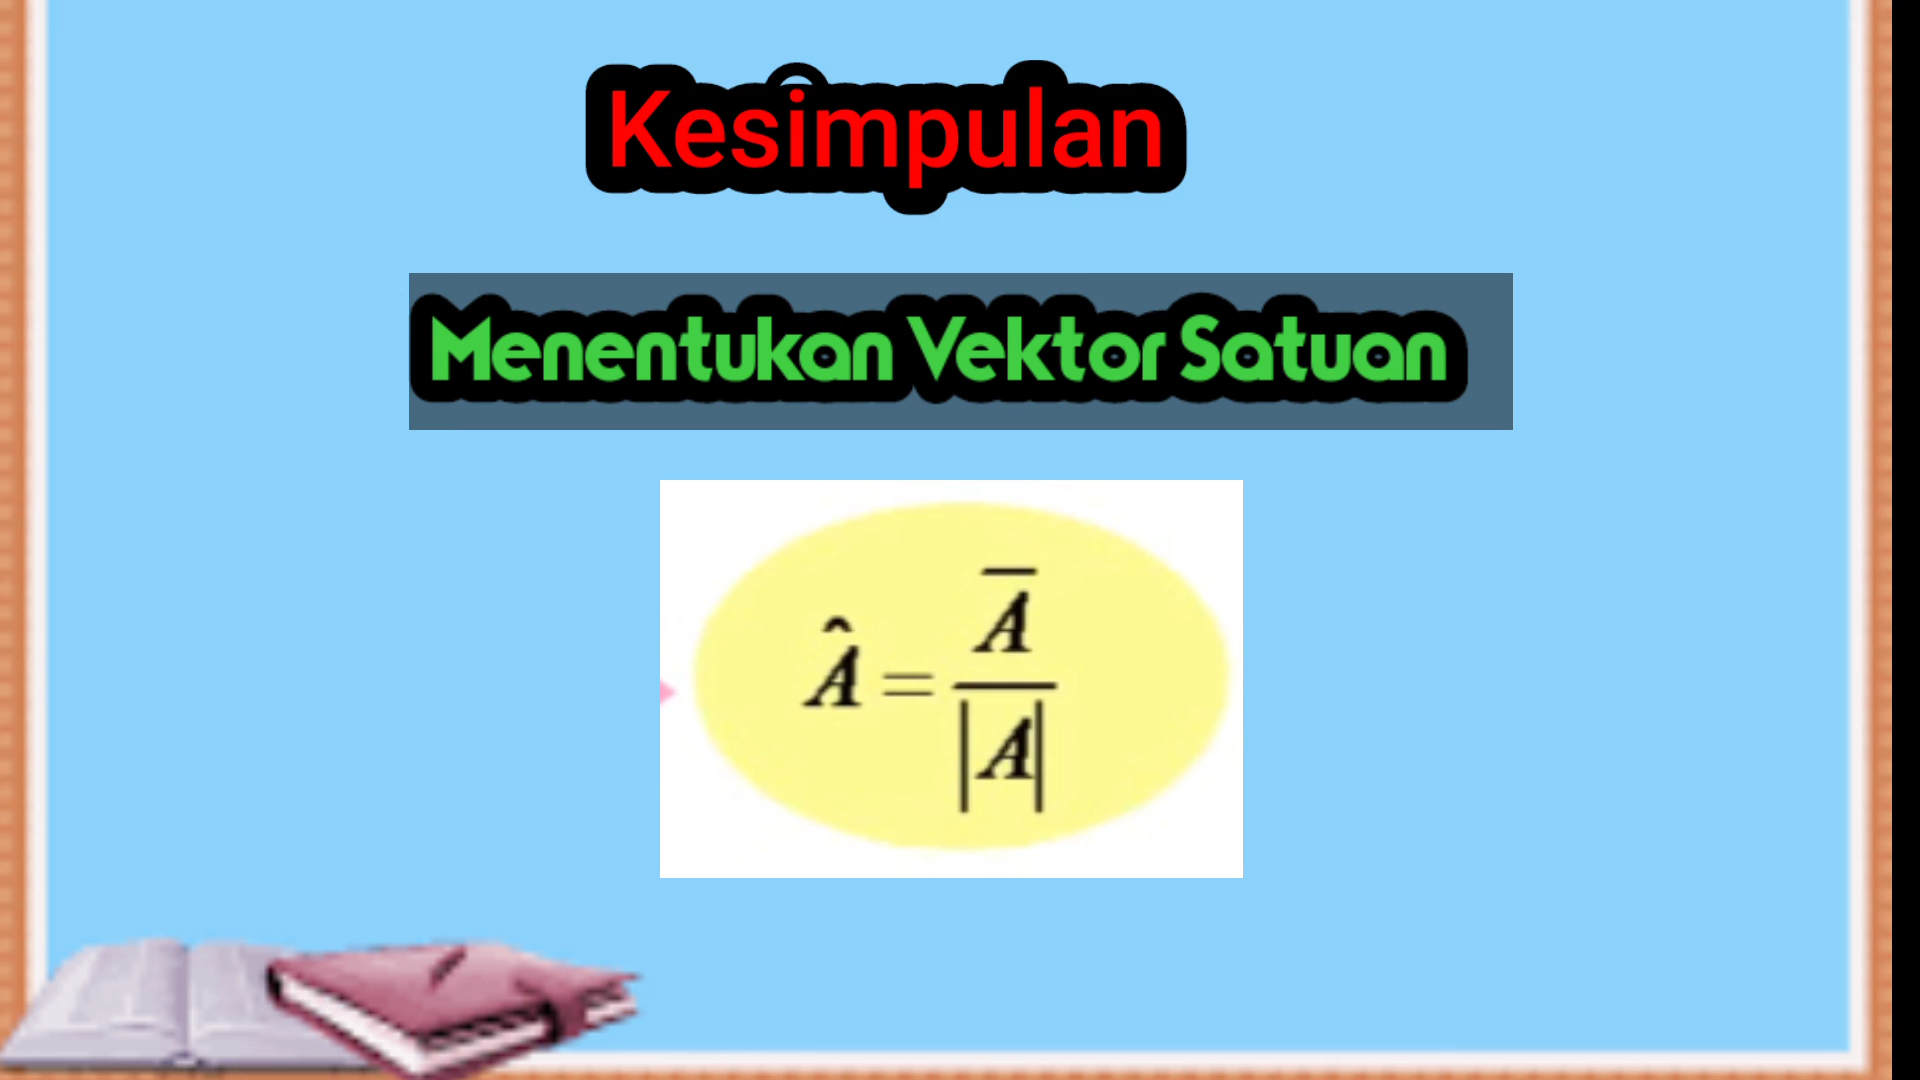 Kesimpulan
Menentukan Vektor Satuan
Â = A̅ / |A|